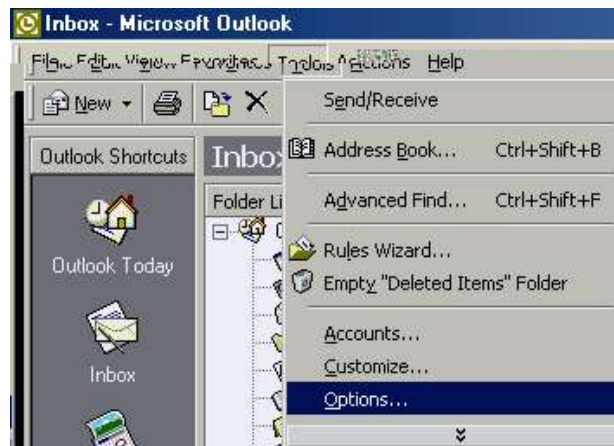 Inbox - Microsoft Outlook
Help
New
Outlook Shortcuts
Inbox
Folder Li
Outlook Today
Inbox
Send/Receive
Address Book... Ctrl+Shift+B
Advanced Find... Ctrl+Shift+F
Rules Wizard...
Empty "Deleted Items" Folder
Accounts...
Customize...
Options...